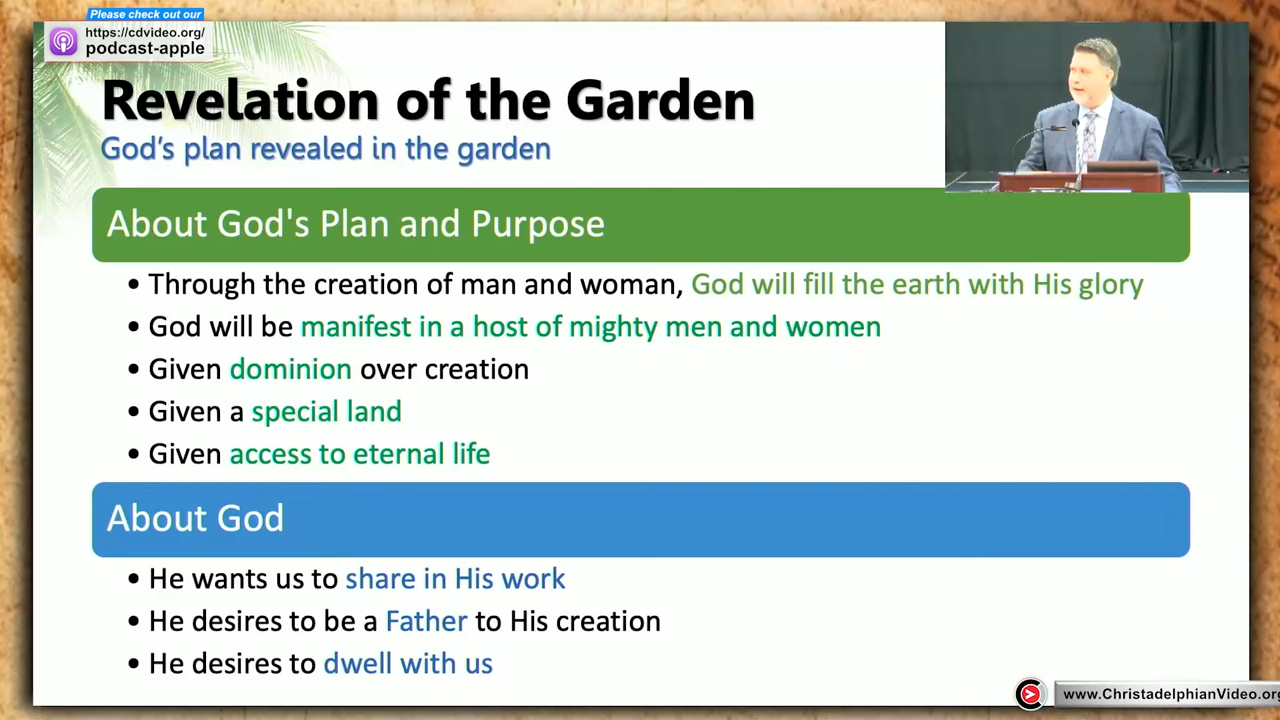 Please check out our
https://cdvideo.org/
podcast-apple
Revelation of the Garden
God's plan revealed in the garden
About God's Plan and Purpose
• Through the creation of man and woman, God will fill the earth with His glory
• God will be manifest in a host of mighty men and women
• Given dominion over creation
• Given a special land
• Given access to eternal life
About God
• He wants us to share in His work
• He desires to be a Father to His creation
• He desires to dwell with us
www.ChristadelphianVideo.org